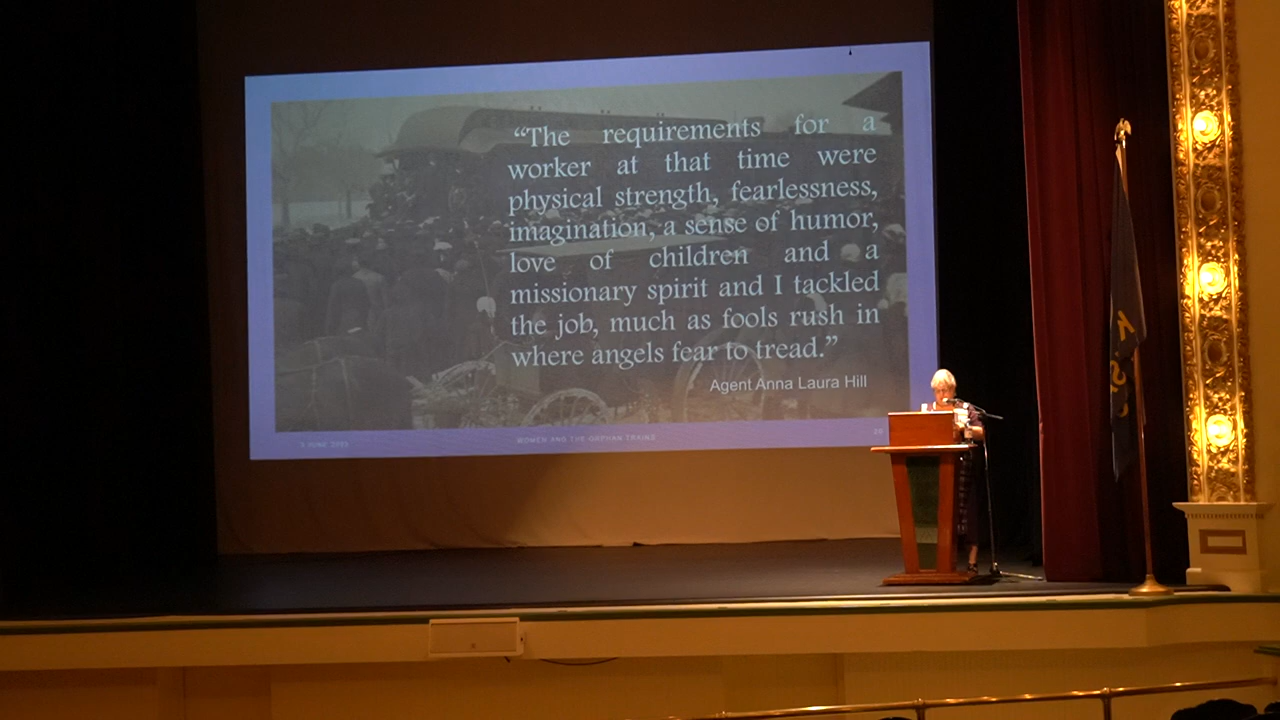 “The requirements for a
worker at that time were
physical strength, fearlessness,
imagination, a sense of humor,
love of children and a
missionary spirit and I tackled
the job, much as fools rush in
where angels fear to tread.”
Agent Anna Laura Hill
WOMEN AND THE ORPHAN TRAINS
20